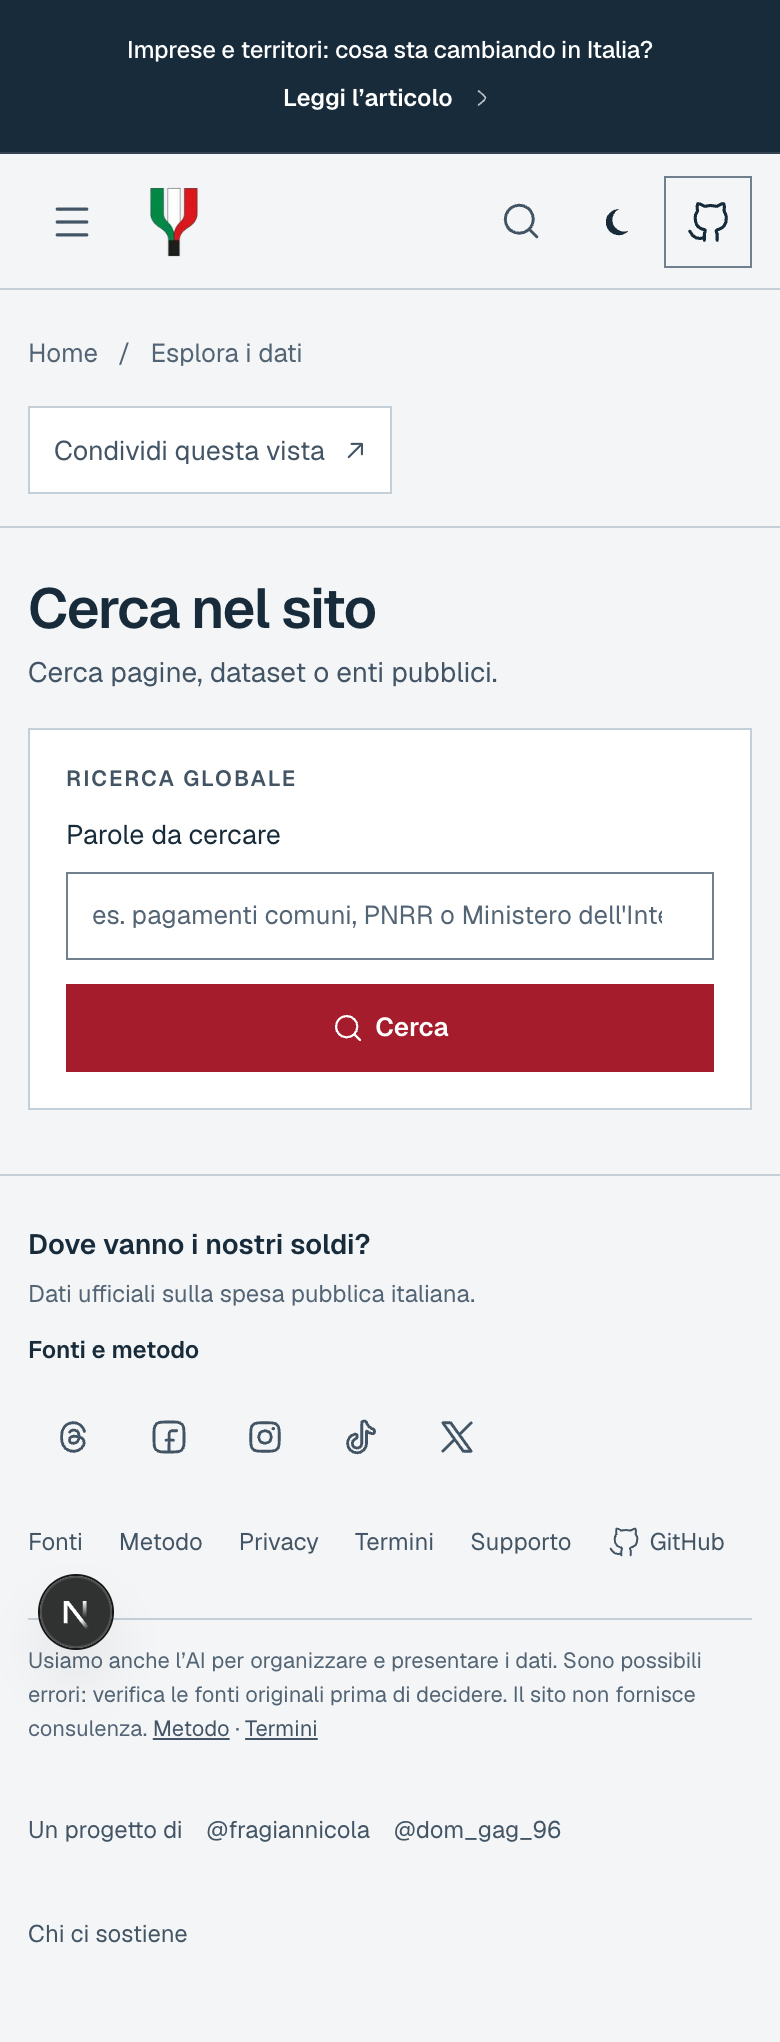 Imprese e territori: cosa sta cambiando in Italia?
Leggi l’articolo
Home / Esplora i dati
Condividi questa vista
Cerca nel sito
Cerca pagine, dataset o enti pubblici.
RICERCA GLOBALE
Parole da cercare
es. pagamenti comuni, PNRR o Ministero dell'Inte
Cerca
Dove vanno i nostri soldi?
Dati ufficiali sulla spesa pubblica italiana.
Fonti e metodo
Fonti Metodo Privacy Termini Supporto GitHub
N
Usiamo anche l’AI per organizzare e presentare i dati. Sono possibili
errori: verifica le fonti originali prima di decidere. Il sito non fornisce
consulenza. Metodo · Termini
Un progetto di @fragiannicola @dom_gag_96
Chi ci sostiene